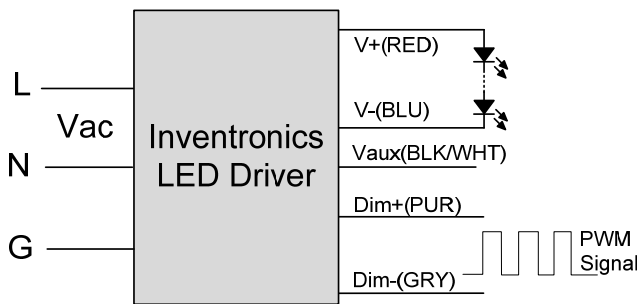 L
Vac
N
G
Inventronics
LED Driver
V+(RED)
V-(BLU)
Vaux(BLK/WHT)
Dim+(PUR)
Dim-(GRY)
PWM
Signal